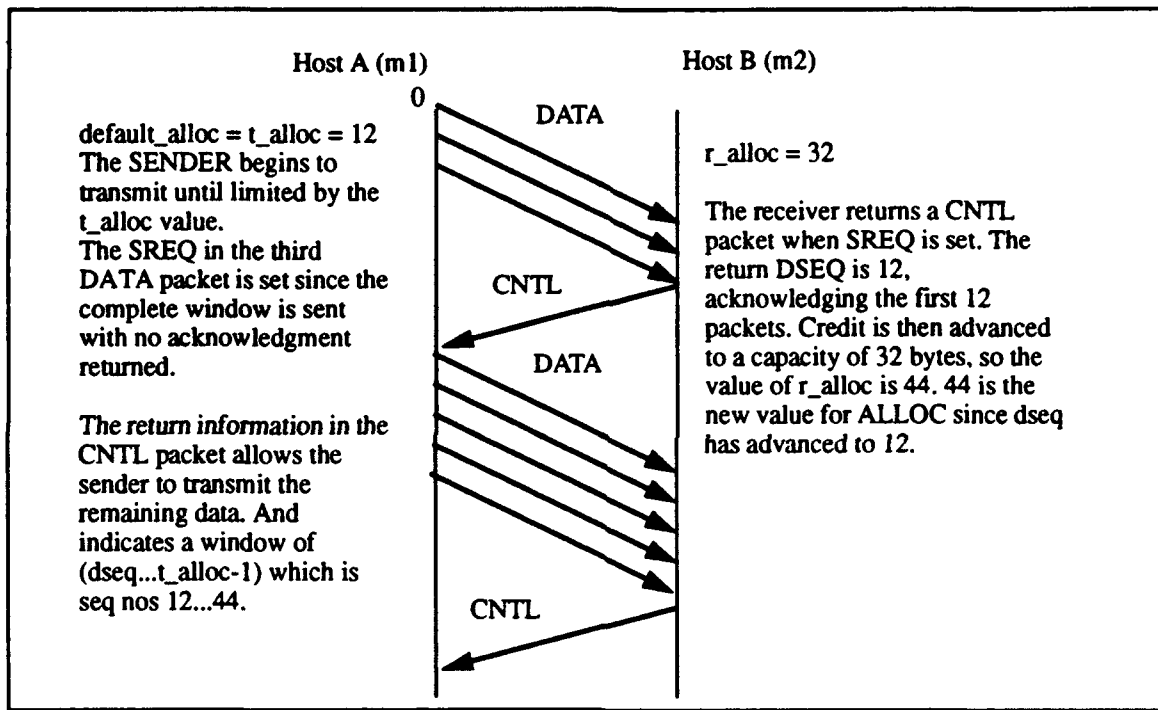 Host A (m1)
Host B (m2)
0
DATA
default_alloc = t_alloc = 12
The SENDER begins to
transmit until limited by the
t_alloc value.
The SREQ in the third
DATA packet is set since the
complete window is sent
with no acknowledgment
returned.
The return information in the
CNTL packet allows the
sender to transmit the
remaining data. And
indicates a window of
(dseq...t_alloc-1) which is
seq nos 12...44.
CNTL
DATA
CNTL
r_alloc = 32
The receiver returns a CNTL
packet when SREQ is set. The
return DSEQ is 12,
acknowledging the first 12
packets. Credit is then advanced
to a capacity of 32 bytes, so the
value of r_alloc is 44. 44 is the
new value for ALLOC since dseq
has advanced to 12.